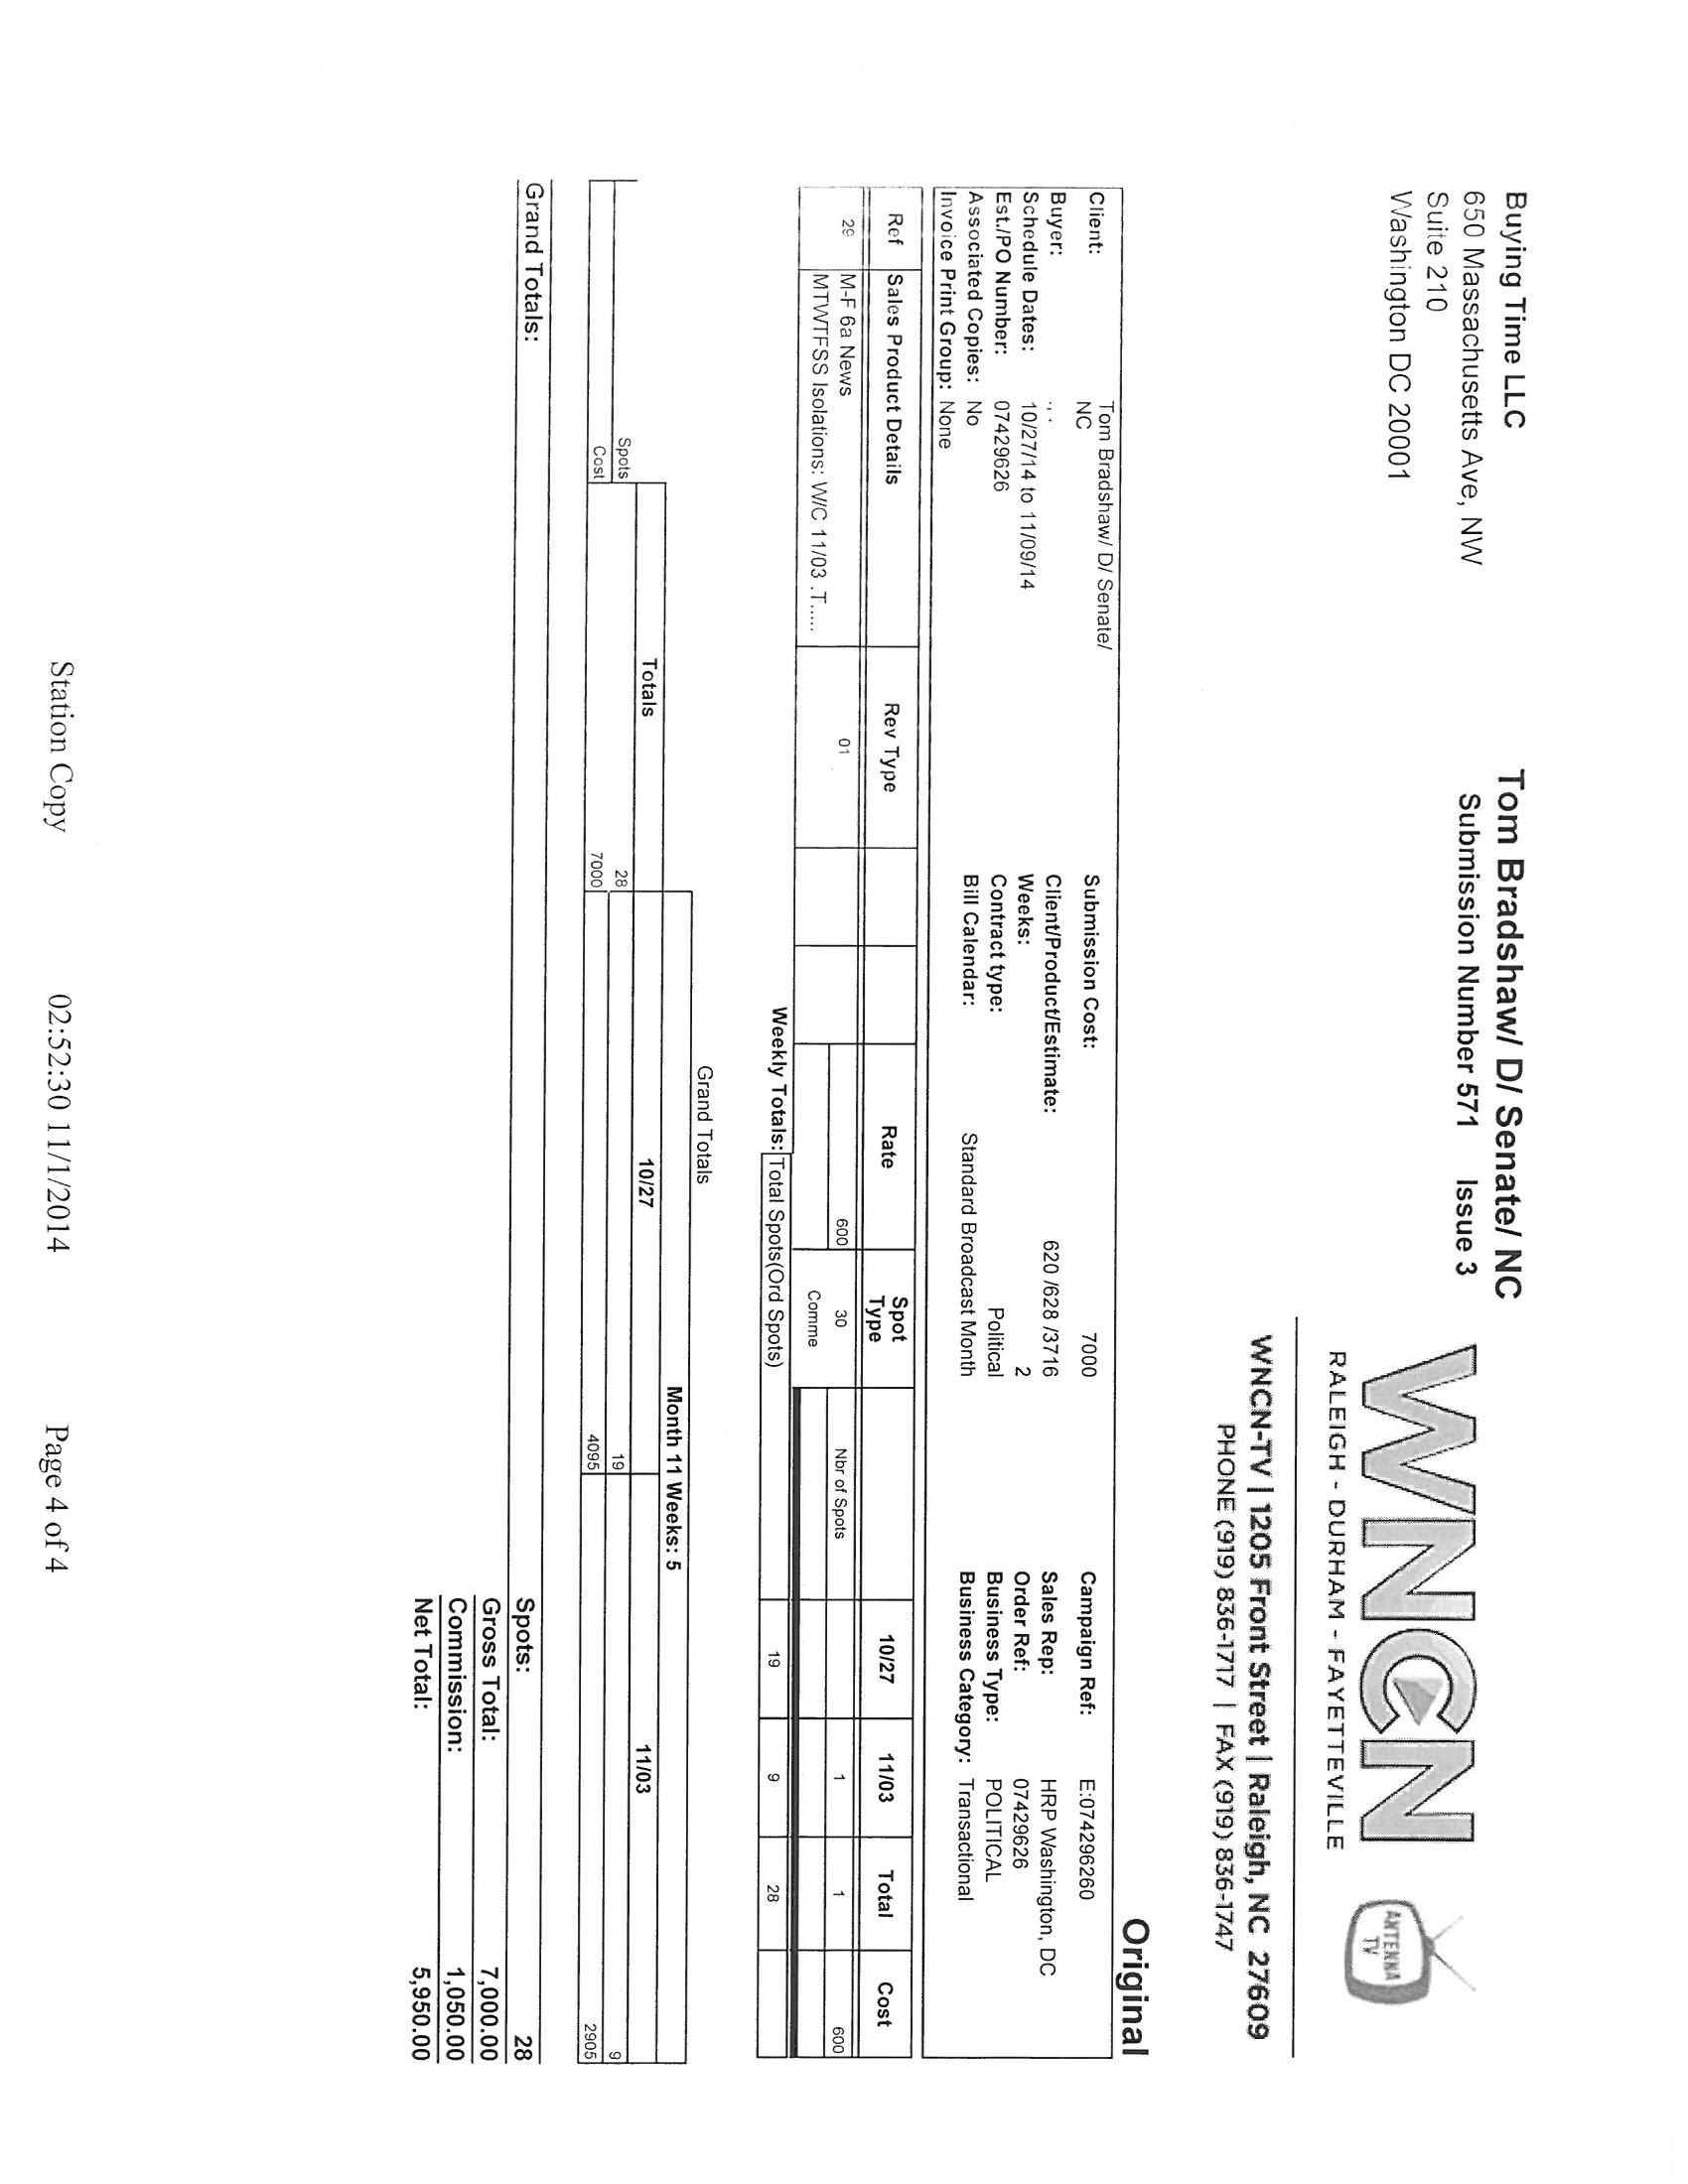 Buying Time LLC
650 Massachusetts Ave, NW
Suite 210
Washington DC 20001
Tom Bradshaw/ D/ Senate/ NC
Submission Number 571 Issue 3
WNCN
RALEIGH - DURHAM - FAYETTEVILLE
ANTENNA
TV
WNCN-TV | 1205 Front Street | Raleigh, NC 27609
PHONE (919) 836-1717 | FAX (919) 836-1747
Original
Client: Tom Bradshaw/ D/ Senate/ Submission Cost: 7000 Campaign Ref: E:074296260
NC
Buyer: ., . Client/Product/Estimate: 620 /628 /3716 Sales Rep: HRP Washington, DC
Schedule Dates: 10/27/14 to 11/09/14 Weeks: 2 Order Ref: 07429626
Est./PO Number: 07429626 Contract type: Political Business Type: POLITICAL
Associated Copies: No Bill Calendar: Standard Broadcast Month Business Category: Transactional
Invoice Print Group: None
Ref Sales Product Details Rev Type Rate Spot Type 10/27 11/03 Total Cost
29 M-F 6a News 01 600 30 Nbr of Spots 1 1 600
MTWTFSS Isolations: W/C 11/03 .T..... Comme
Weekly Totals: Total Spots(Ord Spots) 19 9 28
Grand Totals
Month 11 Weeks: 5
Totals 10/27 11/03
Spots 28 19 9
Cost 7000 4095 2905
Grand Totals: Spots: 28
Gross Total: 7,000.00
Commission: 1,050.00
Net Total: 5,950.00
Station Copy 02:52:30 11/1/2014 Page 4 of 4